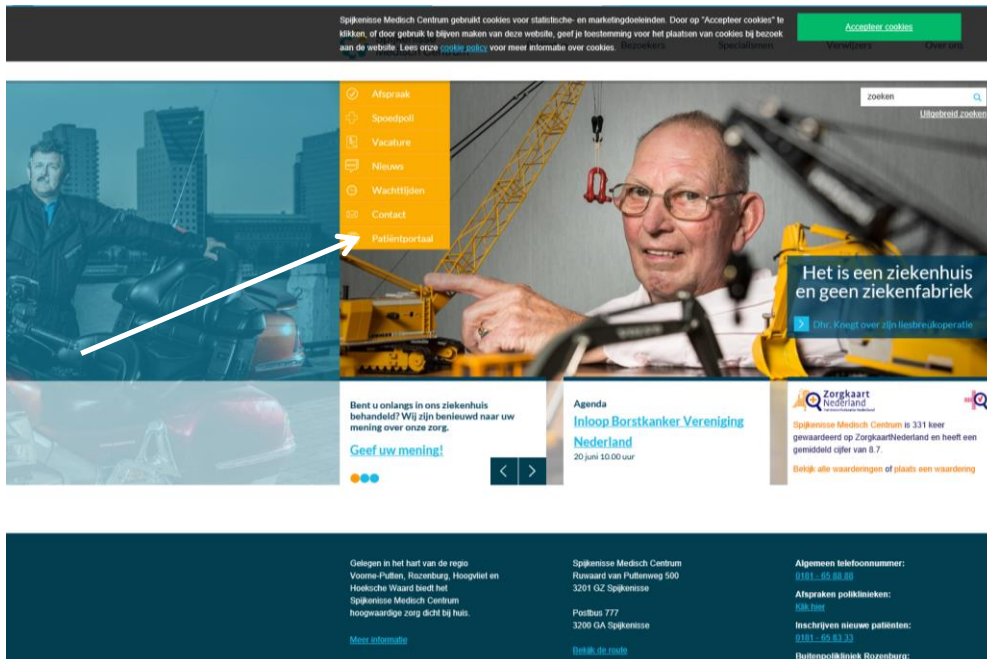 Spijkenisse Medisch Centrum gebruikt cookies voor statistische- en marketingdoeleinden. Door op "Accepteer cookies" te
klikken, of door gebruik te blijven maken van deze website, geef je toestemming voor het plaatsen van cookies bij bezoek
aan de website. Lees onze cookie policy voor meer informatie over cookies.
Accepteer cookies
Medisch Centrum
Bezoekers
Specialismen
Verwijzers
Over ons
Afspraak
Spoedpoli
Vacature
Nieuws
Wachttijden
Contact
Patiëntportaal
zoeken
Uitgebreid zoeken
Het is een ziekenhuis
en geen ziekenfabriek
Dhr. Knegt over zijn liesbreukoperatie
VOLVO
Bent u onlangs in ons ziekenhuis
behandeld? Wij zijn benieuwd naar uw
mening over onze zorg.
Geef uw mening!
Agenda
Inloop Borstkanker Vereniging
Nederland
20 juni 10.00 uur
Zorgkaart
Nederland
Spijkenisse Medisch Centrum is 331 keer
gewaardeerd op ZorgkaartNederland en heeft een
gemiddeld cijfer van 8.7.
Bekijk alle waarderingen of plaats een waardering
Gelegen in het hart van de regio
Voorne-Putten, Rozenburg, Hoogvliet en
Hoeksche Waard biedt het
Spijkenisse Medisch Centrum
hoogwaardige zorg dicht bij huis.
Meer informatie
Spijkenisse Medisch Centrum
Ruwaard van Puttenweg 500
3201 GZ Spijkenisse
Postbus 777
3200 GA Spijkenisse
Bekijk de route
Algemeen telefoonnummer:
0181 - 65 88 88
Afspraken poliklinieken:
Klik hier
Inschrijven nieuwe patiënten:
0181 - 65 83 33
Buitenpolikliniek Rozenburg: